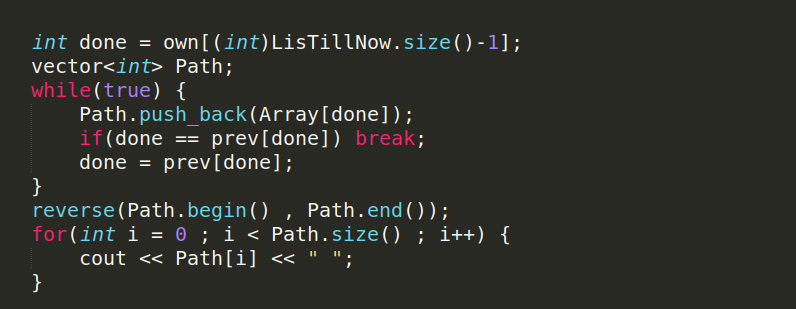 int done = own[(int)LisTillNow.size()-1];
vector<int> Path;
while(true) {
    Path.push_back(Array[done]);
    if(done == prev[done]) break;
    done = prev[done];
}
reverse(Path.begin() , Path.end());
for(int i = 0 ; i < Path.size() ; i++) {
    cout << Path[i] << " ";
}